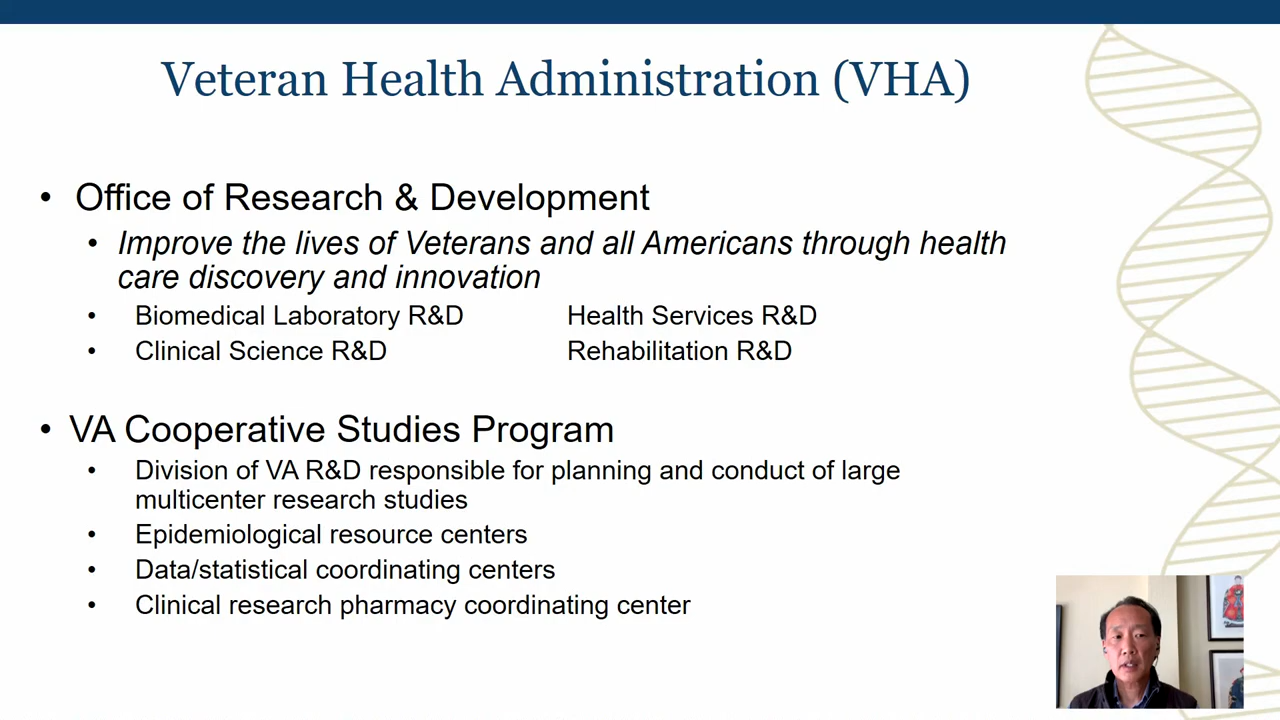 Veteran Health Administration (VHA)
• Office of Research & Development
• Improve the lives of Veterans and all Americans through health
care discovery and innovation
• Biomedical Laboratory R&D Health Services R&D
• Clinical Science R&D Rehabilitation R&D
• VA Cooperative Studies Program
• Division of VA R&D responsible for planning and conduct of large
multicenter research studies
• Epidemiological resource centers
• Data/statistical coordinating centers
• Clinical research pharmacy coordinating center